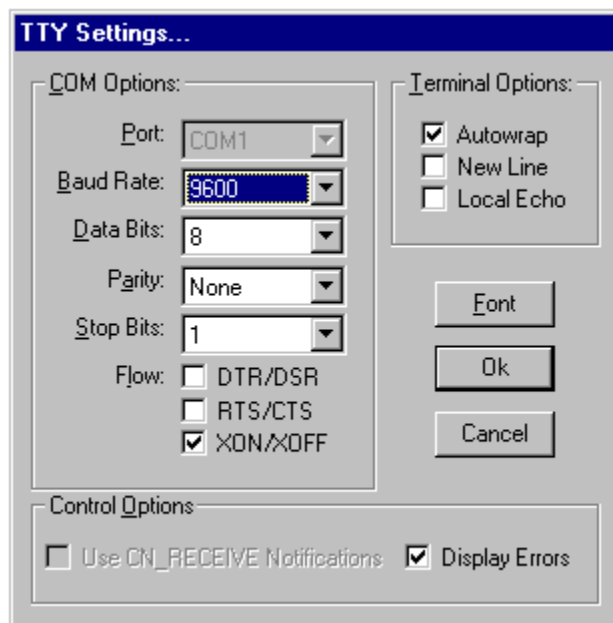 TTY Settings...
COM Options:
Port: COM1
Baud Rate: 9600
Data Bits: 8
Parity: None
Stop Bits: 1
Flow: DTR/DSR
RTS/CTS
XON/XOFF
Terminal Options:
Autowrap
New Line
Local Echo
Font
Ok
Cancel
Control Options
Use CN_RECEIVE Notifications Display Errors